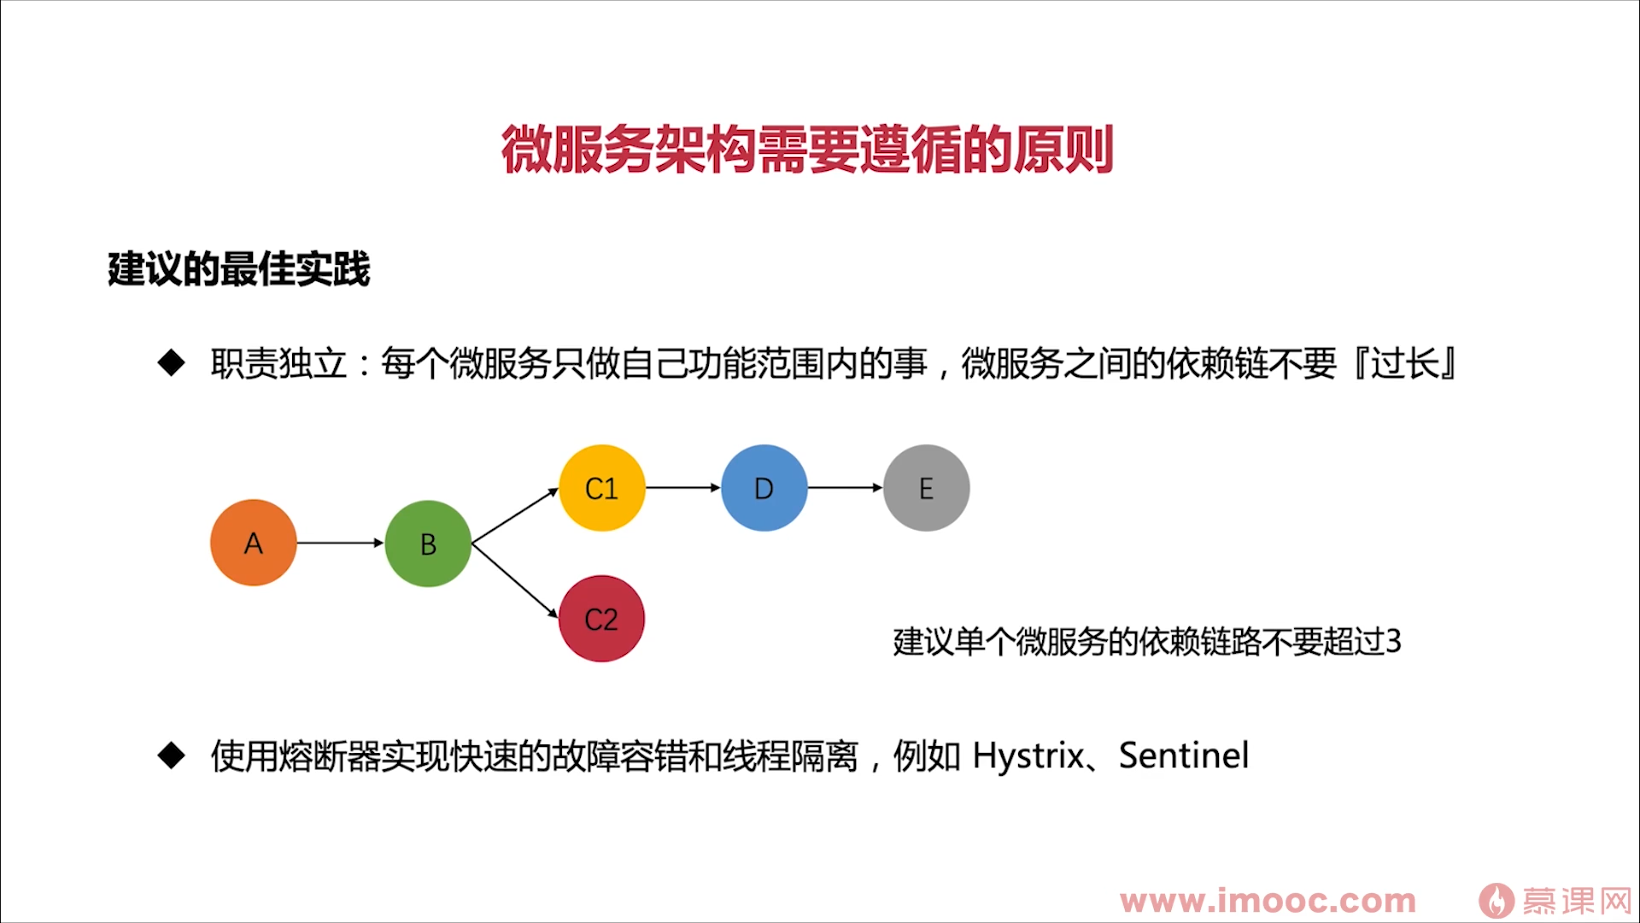 微服务架构需要遵循的原则
建议的最佳实践
职责独立：每个微服务只做自己功能范围内的事，微服务之间的依赖链不要『过长』
C1
D
E
A
B
C2
建议单个微服务的依赖链路不要超过3
使用熔断器实现快速的故障容错和线程隔离，例如 Hystrix、Sentinel
www.imooc.com
慕课网